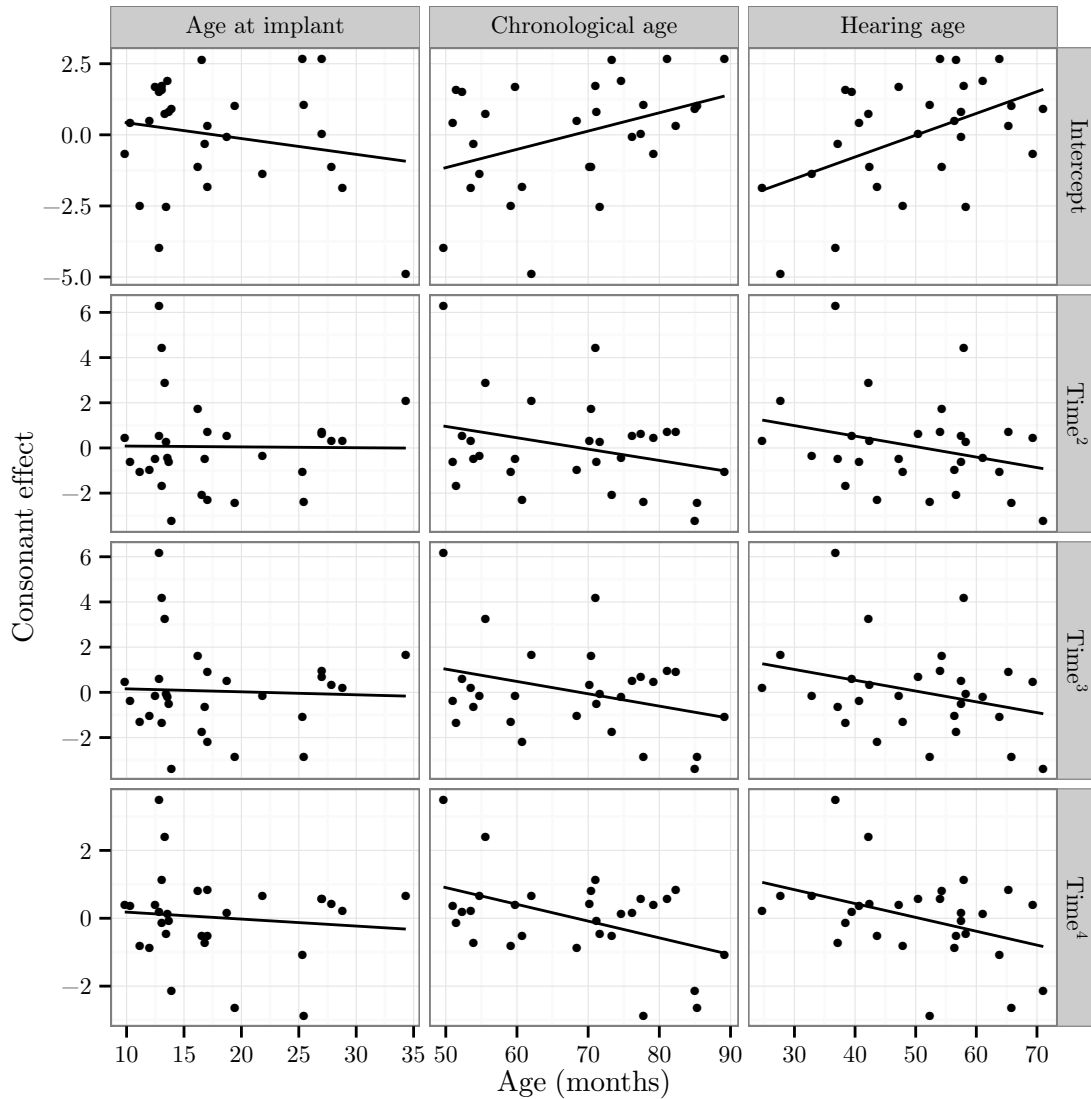 Age at implant Chronological age Hearing age
2.5
0.0
−2.5
−5.0
Intercept
6
4
2
0
−2
Time²
6
4
2
0
−2
Time³
2
0
−2
Time⁴
Consonant effect
10 15 20 25 30 35 50 60 70 80 90 30 40 50 60 70
Age (months)